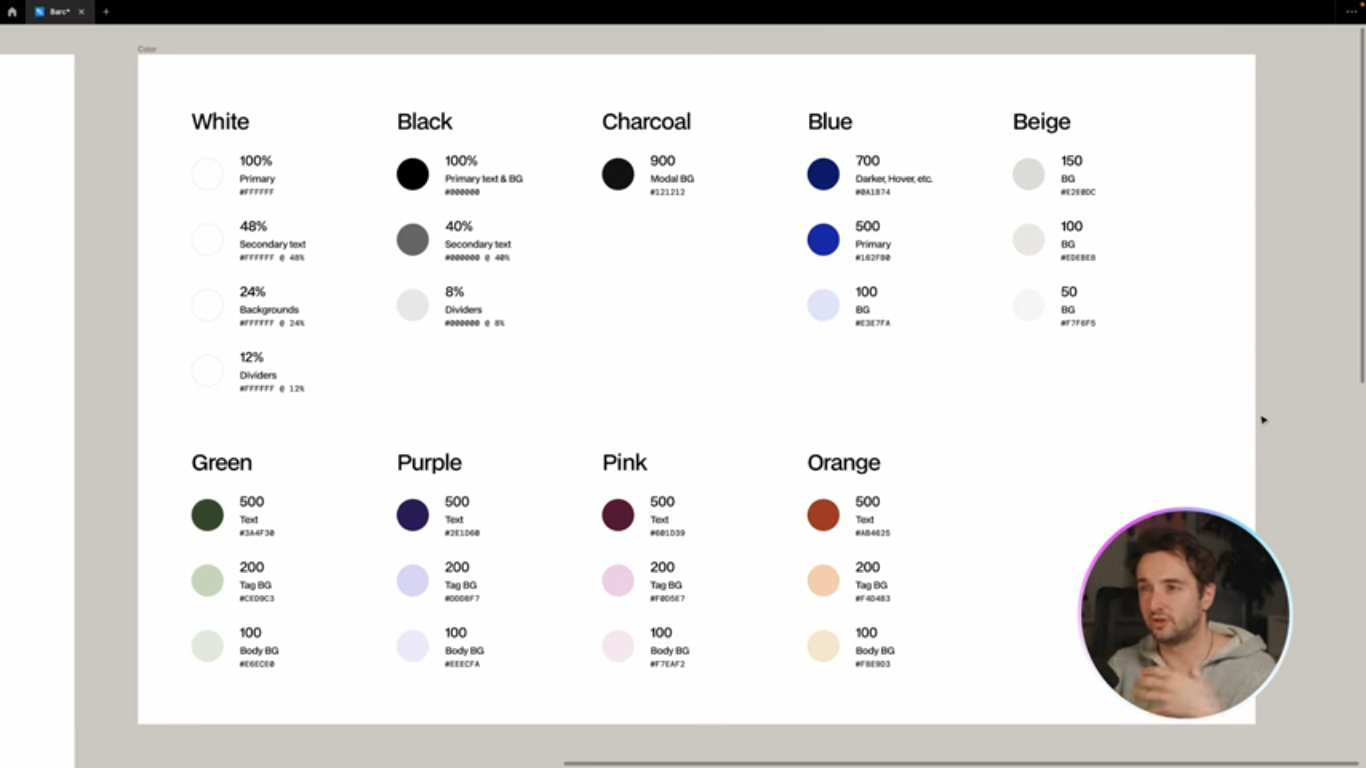 Barc*
Color
White
100%
Primary
#FFFFFF
48%
Secondary text
#FFFFFF @ 48%
24%
Backgrounds
#FFFFFF @ 24%
12%
Dividers
#FFFFFF @ 12%
Black
100%
Primary text & BG
#000000
40%
Secondary text
#000000 @ 40%
8%
Dividers
#000000 @ 8%
Charcoal
900
Modal BG
#121212
Blue
700
Darker, Hover, etc.
#0A1874
500
Primary
#162FB0
100
BG
#E3E7FA
Beige
150
BG
#E2E0DC
100
BG
#EDEBE8
50
BG
#F7F6F5
Green
500
Text
#3A4F30
200
Tag BG
#CED9C3
100
Body BG
#E6ECE0
Purple
500
Text
#2E1D60
200
Tag BG
#DDDBF7
100
Body BG
#EEECFA
Pink
500
Text
#601D39
200
Tag BG
#F0D5E7
100
Body BG
#F7EAF2
Orange
500
Text
#AB4625
200
Tag BG
#F4D4B3
100
Body BG
#F8E9D3